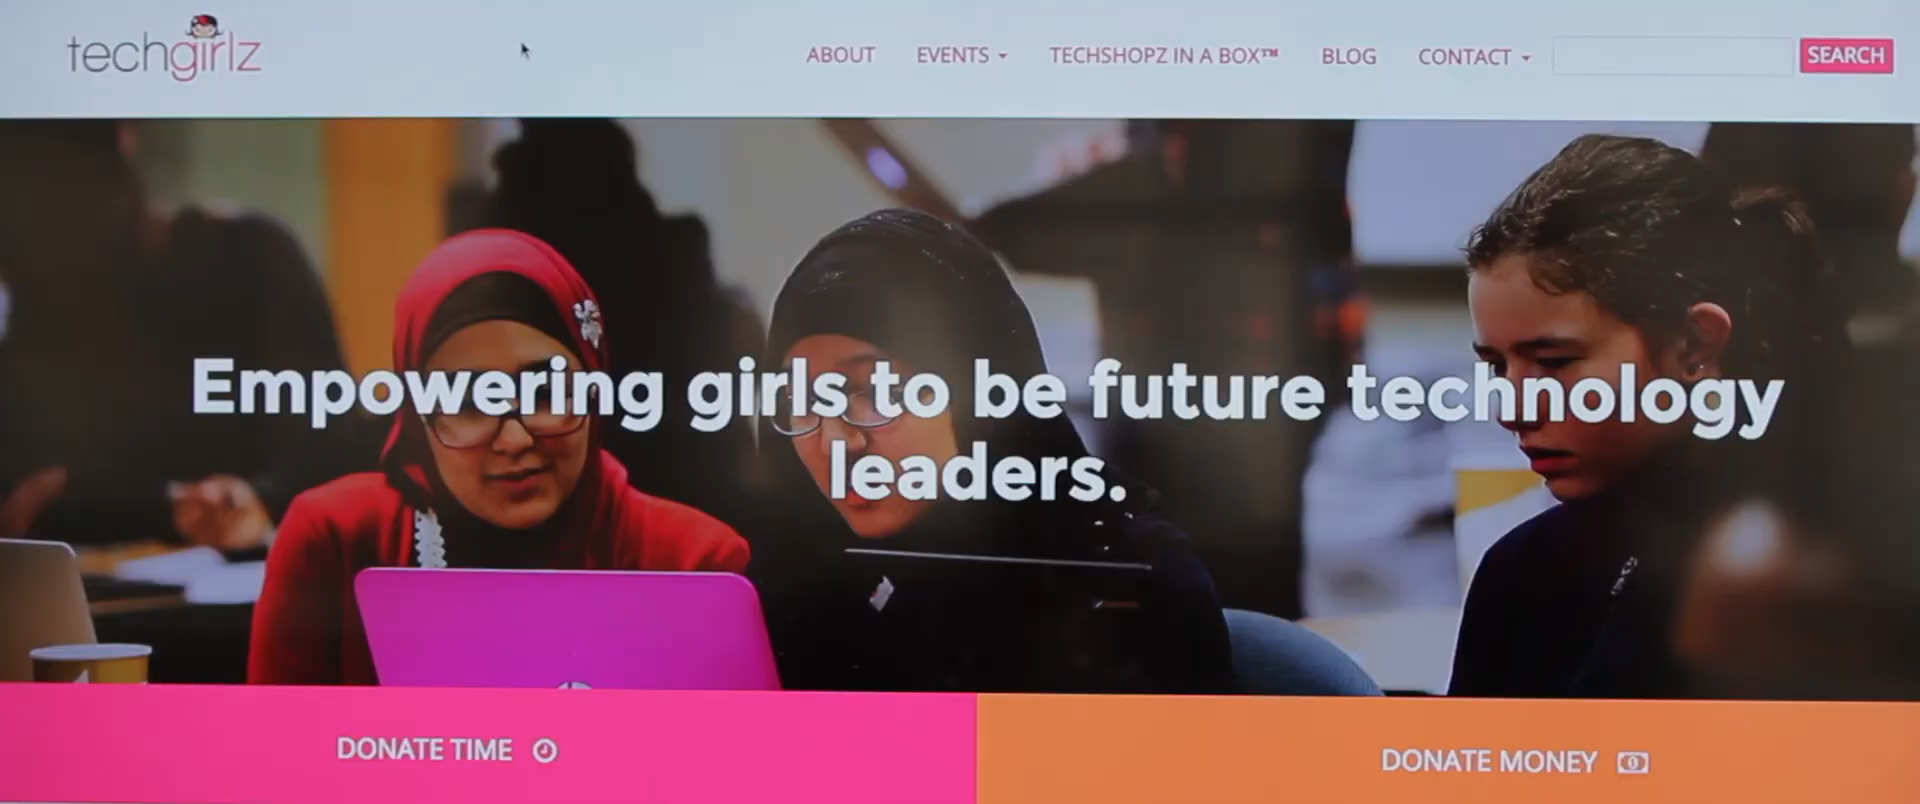 techgirlz
ABOUT EVENTS TECHSHOPZ IN A BOX™ BLOG CONTACT SEARCH
Empowering girls to be future technology
leaders.
DONATE TIME
DONATE MONEY